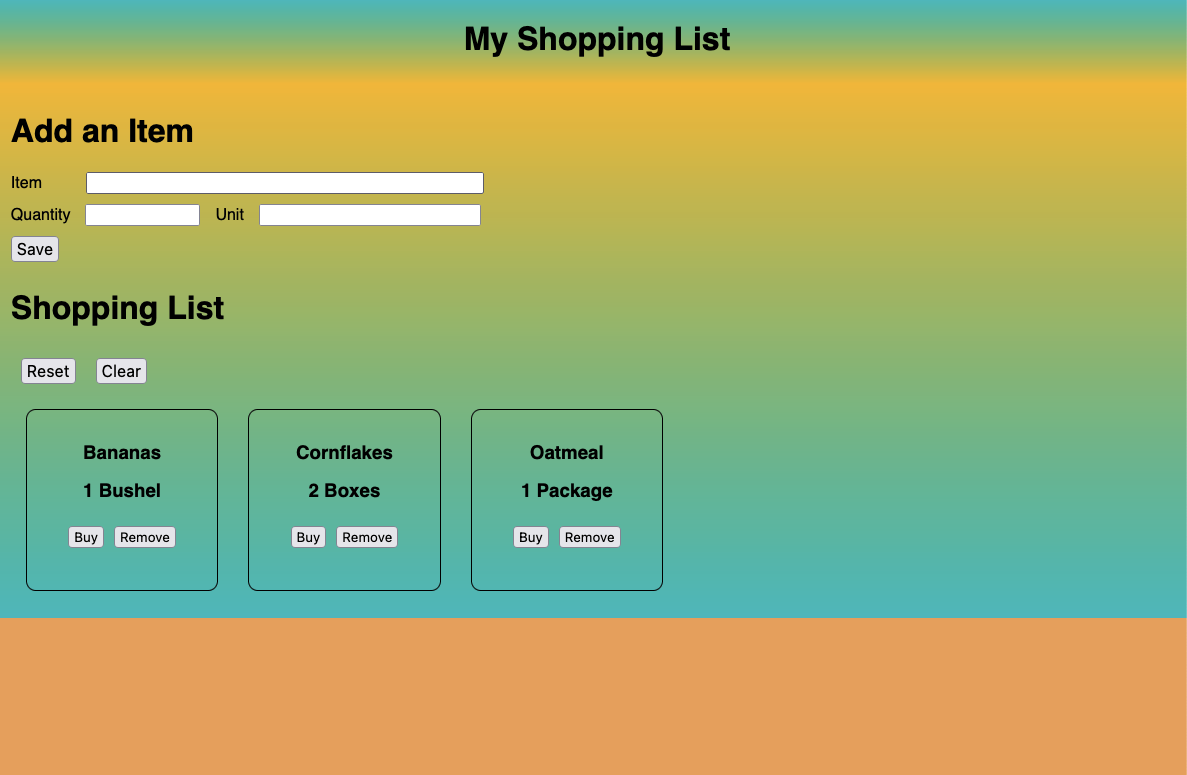 My Shopping List
Add an Item
Item
Quantity Unit
Save
Shopping List
Reset Clear
Bananas
1 Bushel
Buy Remove
Cornflakes
2 Boxes
Buy Remove
Oatmeal
1 Package
Buy Remove